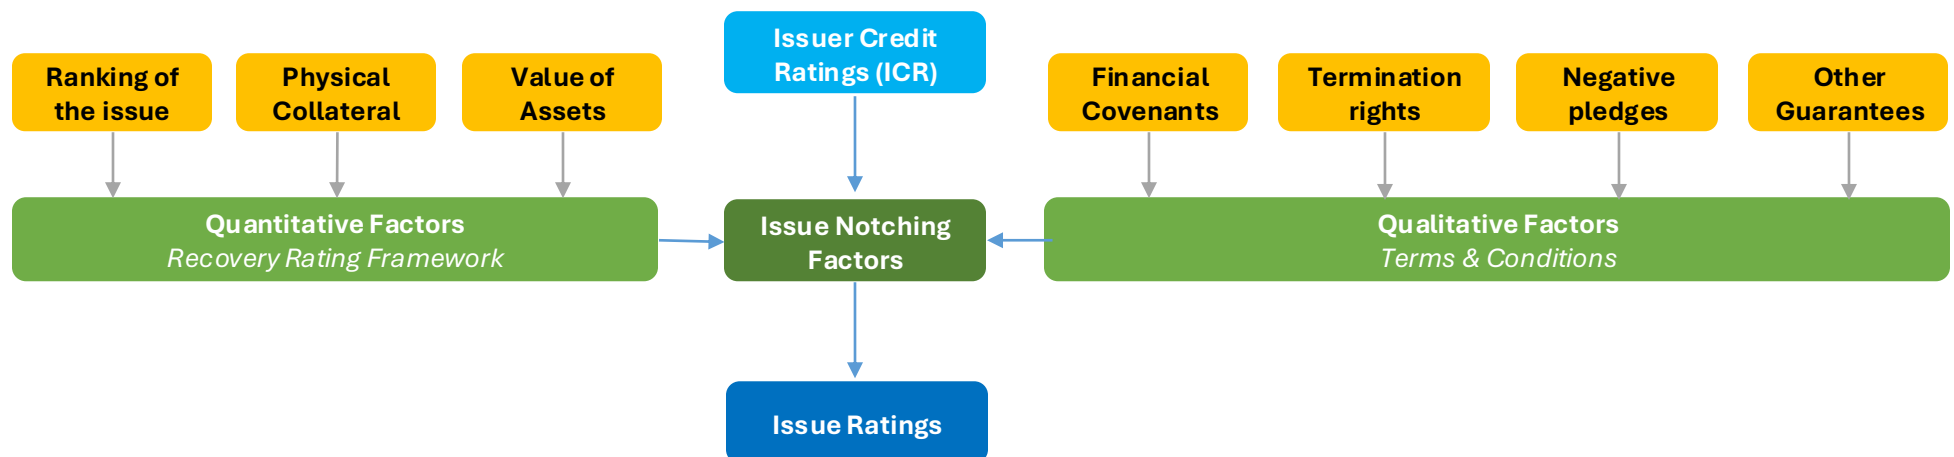 Issuer Credit
Ratings (ICR)
Ranking of
the issue
Physical
Collateral
Value of
Assets
Financial
Covenants
Termination
rights
Negative
pledges
Other
Guarantees
Quantitative Factors
Recovery Rating Framework
Issue Notching
Factors
Qualitative Factors
Terms & Conditions
Issue Ratings